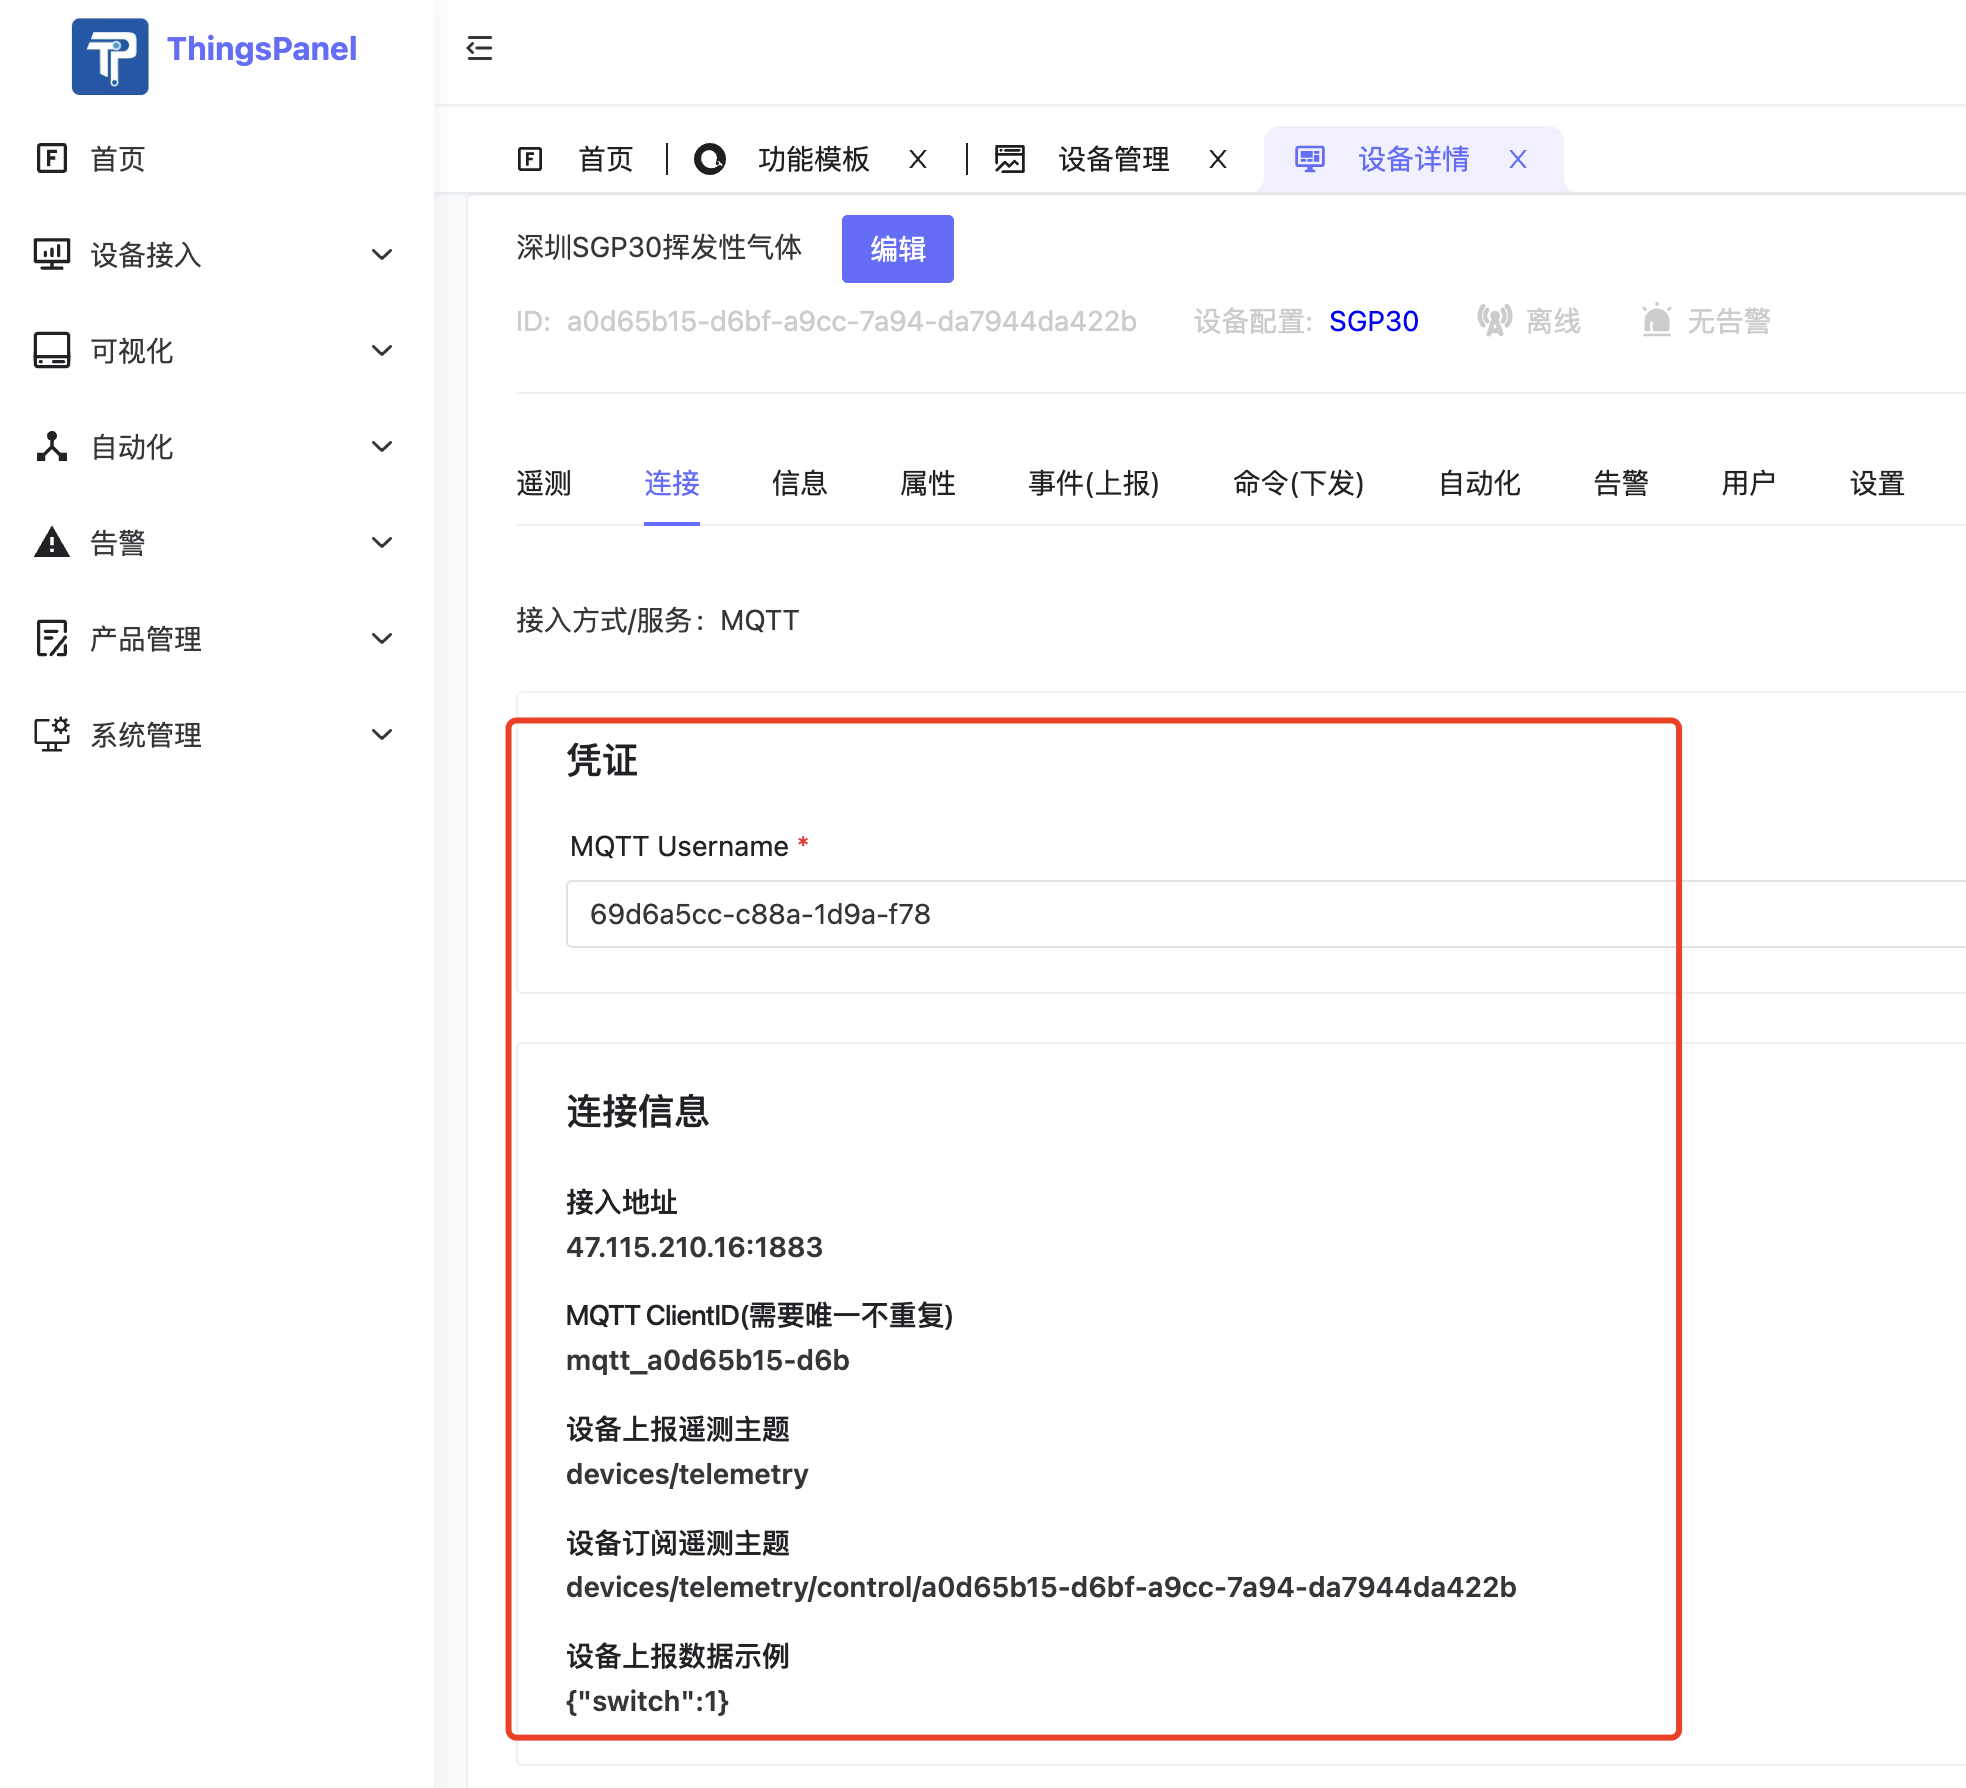 ThingsPanel
首页
设备接入
可视化
自动化
告警
产品管理
系统管理
首页 功能模板 X 设备管理 X 设备详情 X
深圳SGP30挥发性气体 编辑
ID: a0d65b15-d6bf-a9cc-7a94-da7944da422b 设备配置: SGP30 离线 无告警
遥测 连接 信息 属性 事件(上报) 命令(下发) 自动化 告警 用户 设置
接入方式/服务：MQTT
凭证
MQTT Username *
69d6a5cc-c88a-1d9a-f78
连接信息
接入地址
47.115.210.16:1883
MQTT ClientID(需要唯一不重复)
mqtt_a0d65b15-d6b
设备上报遥测主题
devices/telemetry
设备订阅遥测主题
devices/telemetry/control/a0d65b15-d6bf-a9cc-7a94-da7944da422b
设备上报数据示例
{"switch":1}